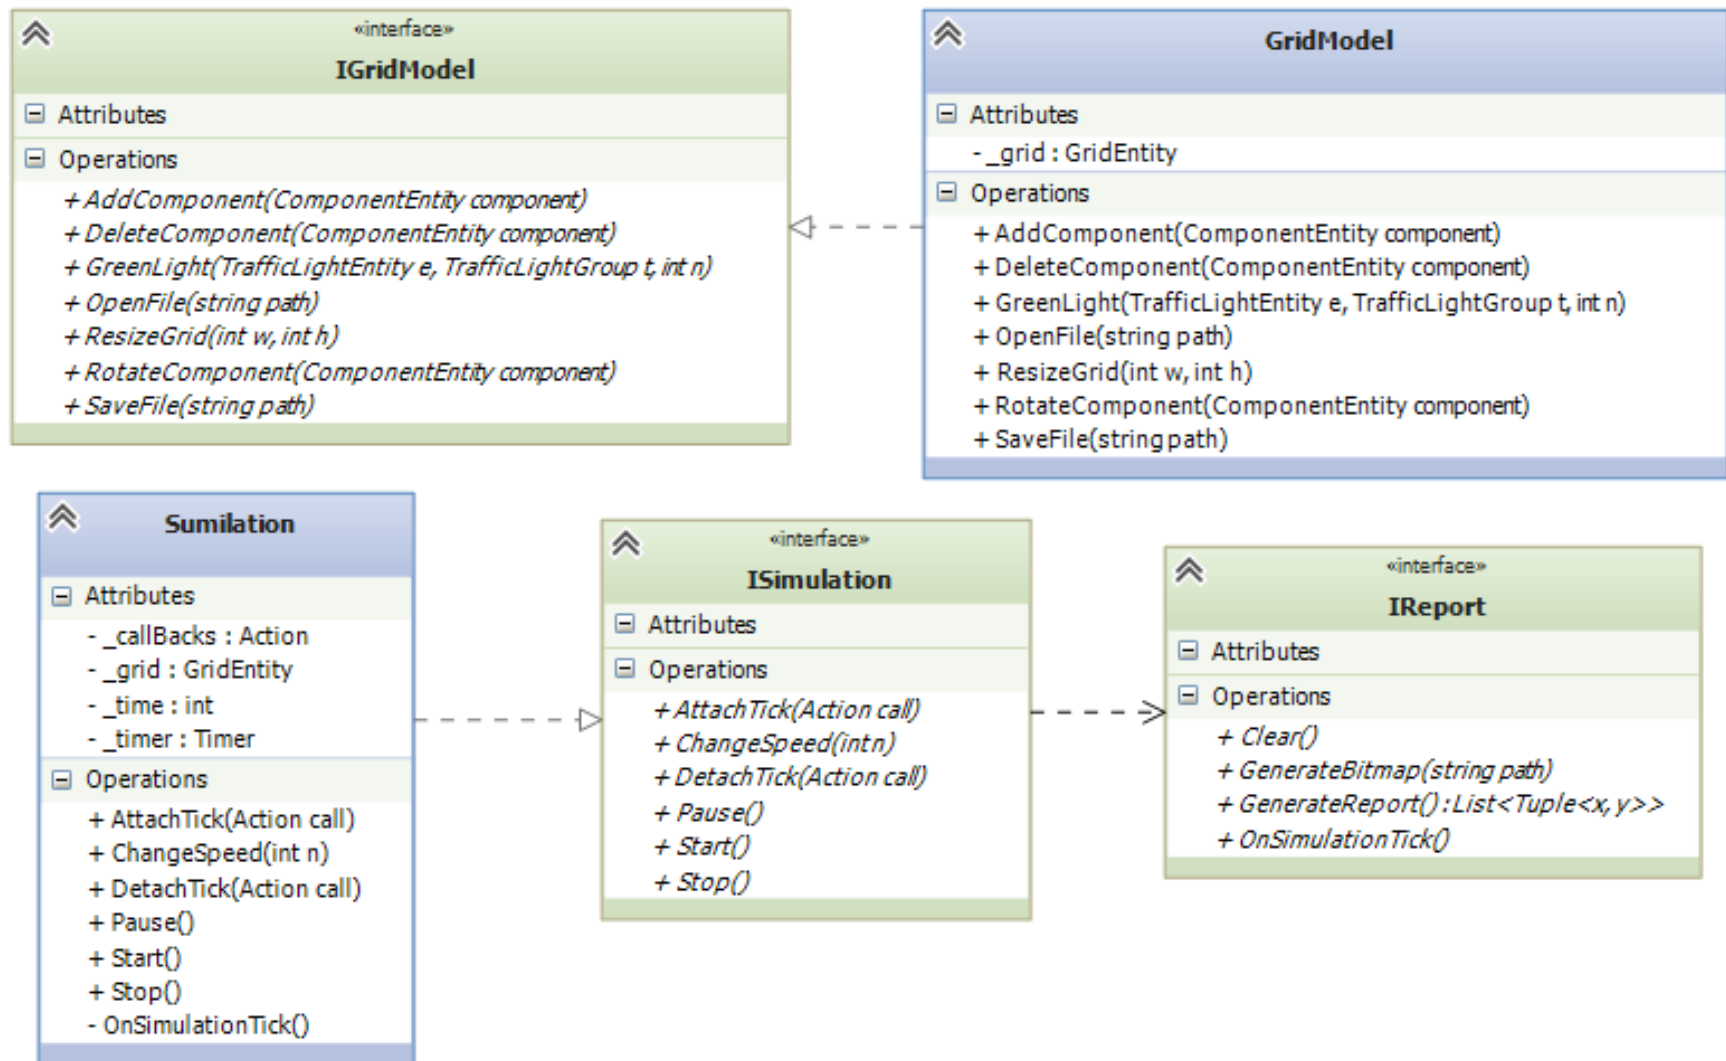 «interface»
IGridModel
Attributes
Operations
+ AddComponent(ComponentEntity component)
+ DeleteComponent(ComponentEntity component)
+ GreenLight(TrafficLightEntity e, TrafficLightGroup t, int n)
+ OpenFile(string path)
+ ResizeGrid(int w, int h)
+ RotateComponent(ComponentEntity component)
+ SaveFile(string path)
GridModel
Attributes
- _grid : GridEntity
Operations
+ AddComponent(ComponentEntity component)
+ DeleteComponent(ComponentEntity component)
+ GreenLight(TrafficLightEntity e, TrafficLightGroup t, int n)
+ OpenFile(string path)
+ ResizeGrid(int w, int h)
+ RotateComponent(ComponentEntity component)
+ SaveFile(string path)
Sumilation
Attributes
- _callBacks : Action
- _grid : GridEntity
- _time : int
- _timer : Timer
Operations
+ AttachTick(Action call)
+ ChangeSpeed(int n)
+ DetachTick(Action call)
+ Pause()
+ Start()
+ Stop()
- OnSimulationTick()
«interface»
ISimulation
Attributes
Operations
+ AttachTick(Action call)
+ ChangeSpeed(int n)
+ DetachTick(Action call)
+ Pause()
+ Start()
+ Stop()
«interface»
IReport
Attributes
Operations
+ Clear()
+ GenerateBitmap(string path)
+ GenerateReport() : List<Tuple<x, y>>
+ OnSimulationTick()